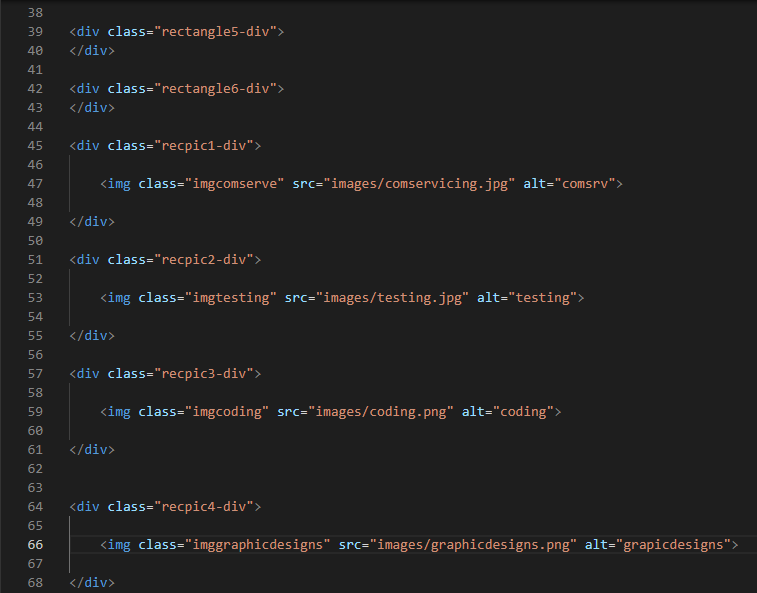 38
39 <div class="rectangle5-div">
40 </div>
41
42 <div class="rectangle6-div">
43 </div>
44
45 <div class="recpic1-div">
46
47     <img class="imgcomserve" src="images/comservicing.jpg" alt="comsrv">
48
49 </div>
50
51 <div class="recpic2-div">
52
53     <img class="imgtesting" src="images/testing.jpg" alt="testing">
54
55 </div>
56
57 <div class="recpic3-div">
58
59     <img class="imgcoding" src="images/coding.png" alt="coding">
60
61 </div>
62
63
64 <div class="recpic4-div">
65
66     <img class="imggraphicdesigns" src="images/graphicdesigns.png" alt="grapicdesigns">
67
68 </div>